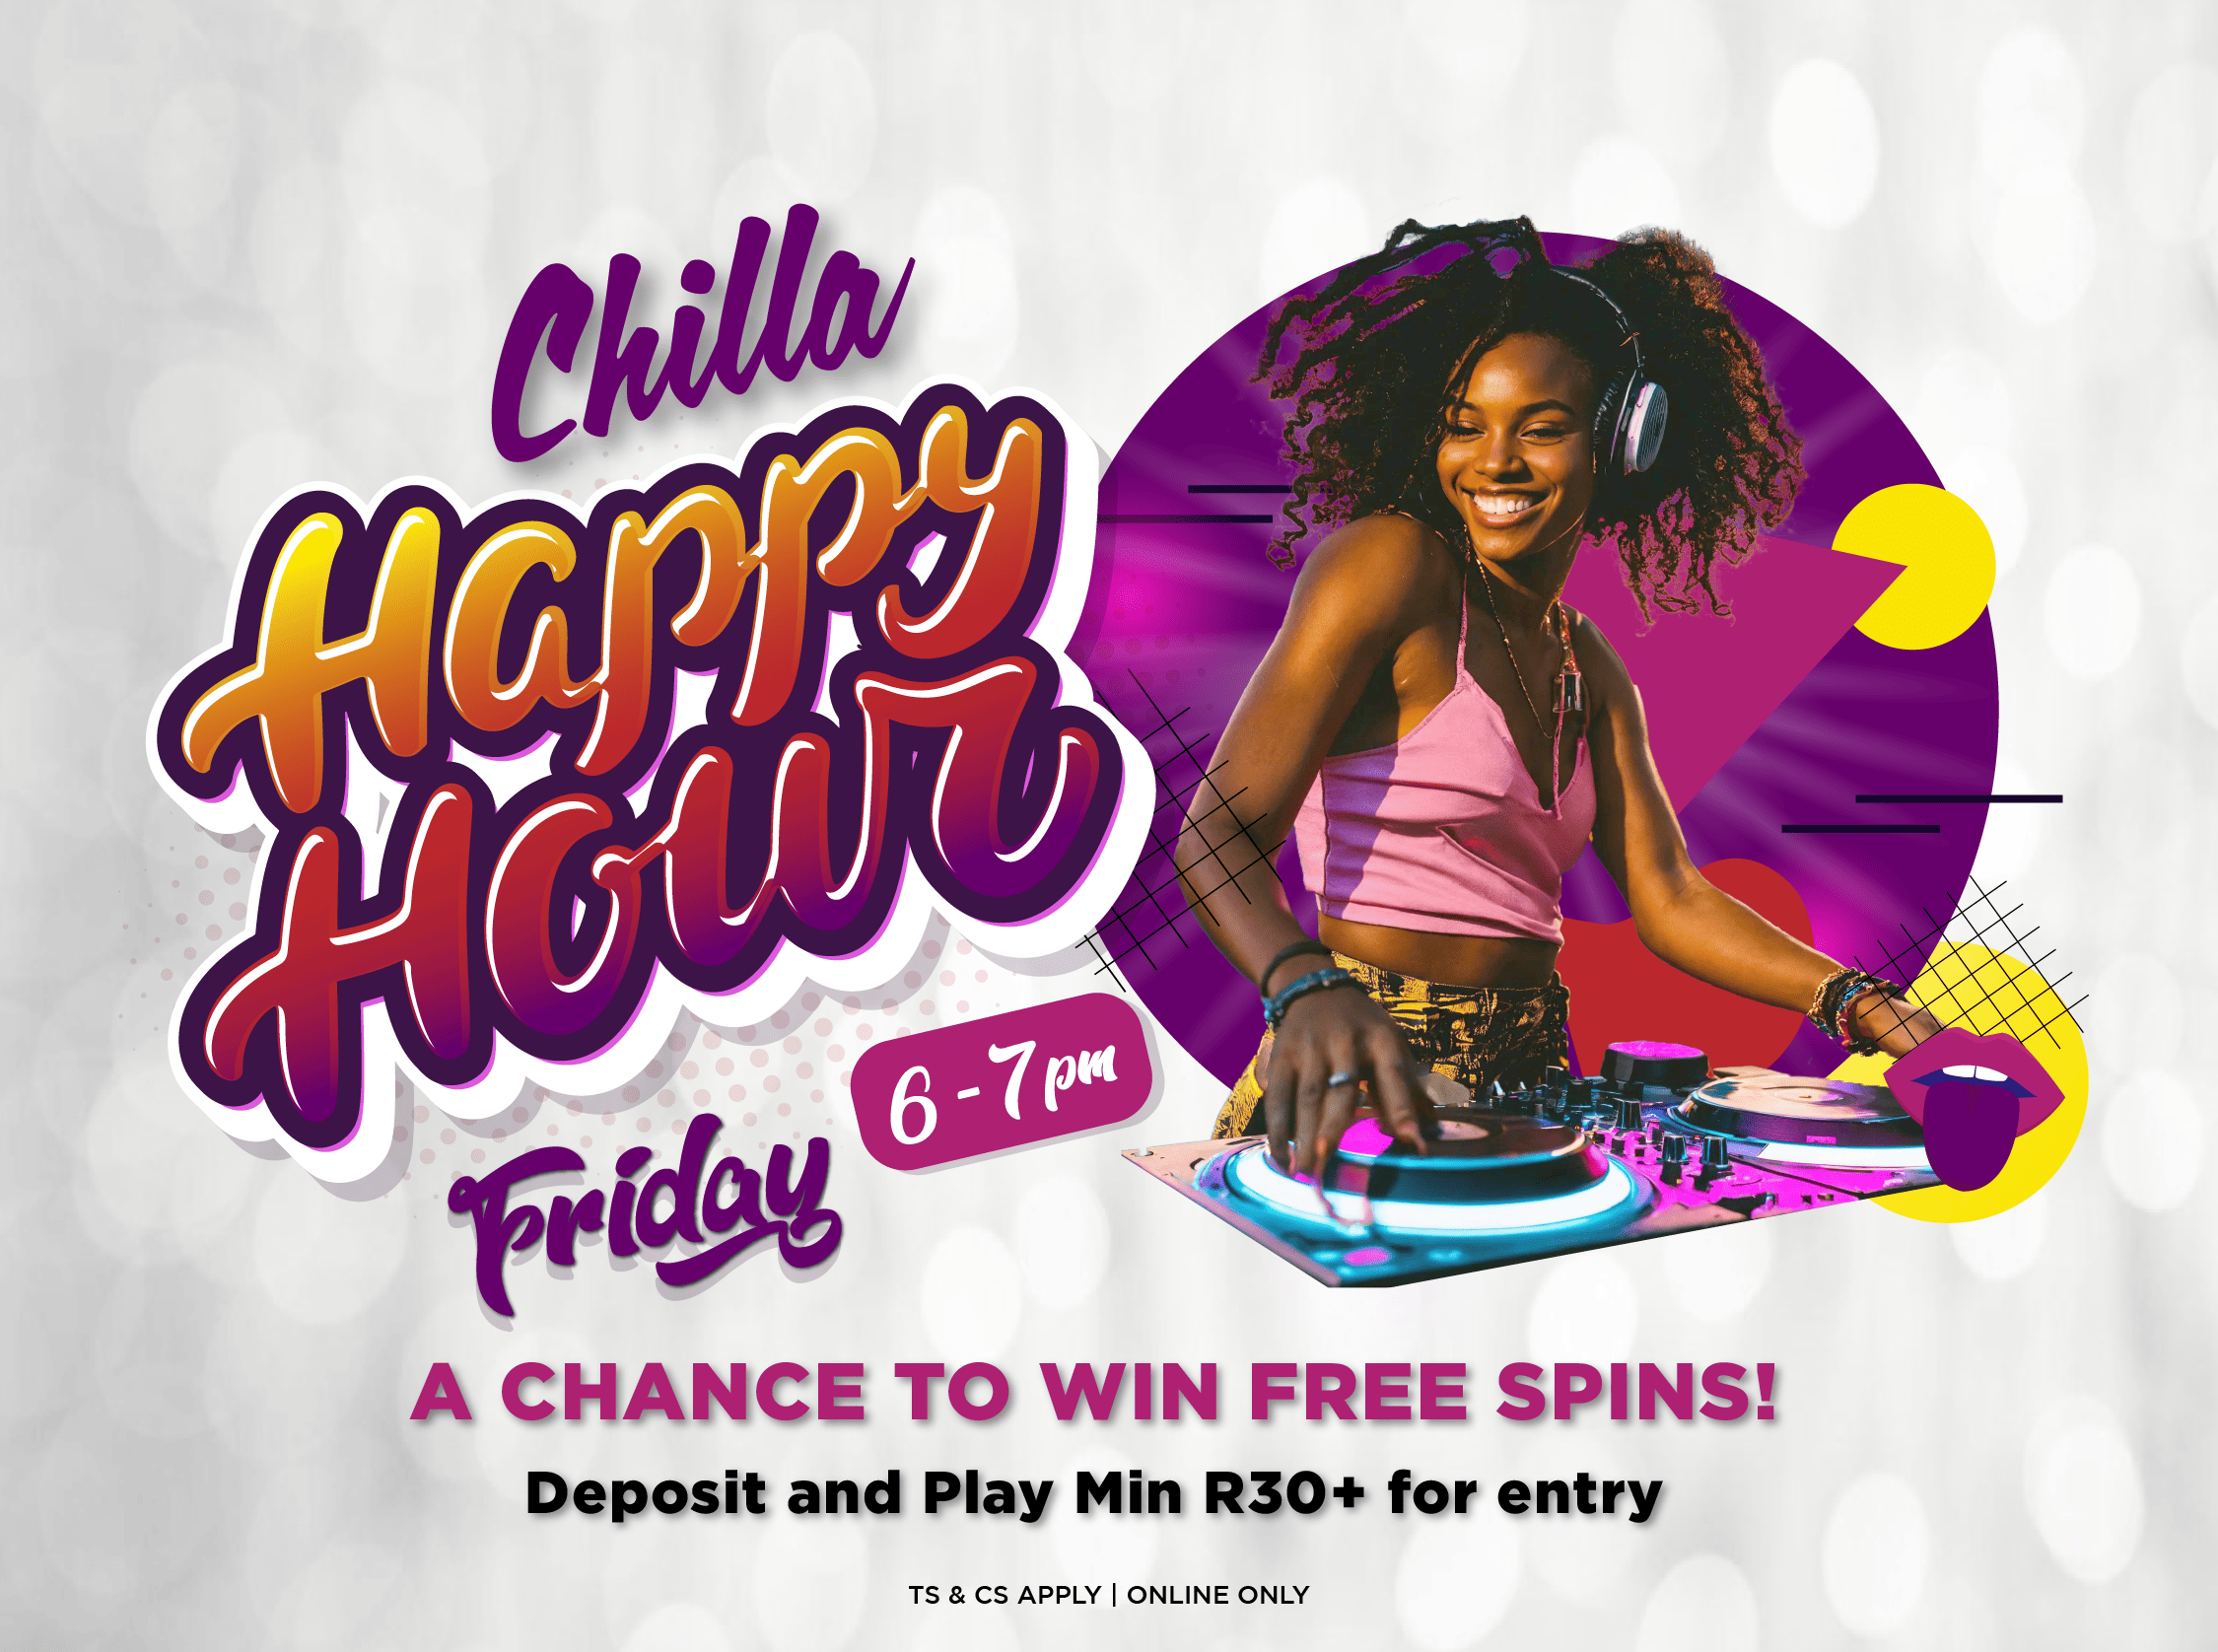 Chilla
Happy
Hour
6-7pm
Friday
A CHANCE TO WIN FREE SPINS!
Deposit and Play Min R30+ for entry
TS & CS APPLY | ONLINE ONLY